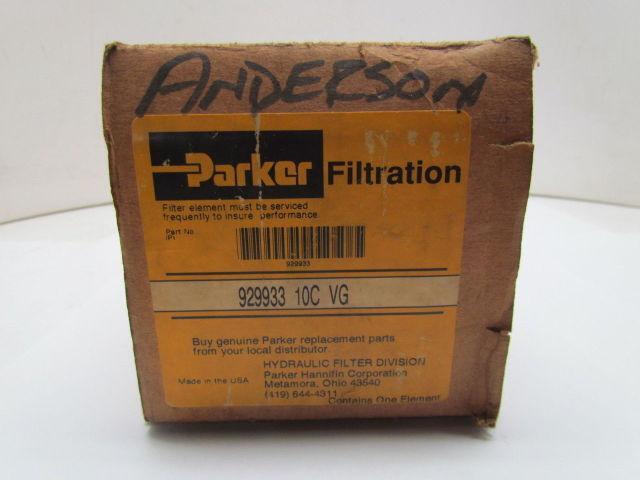 ANDERSON
Parker Filtration
Filter element must be serviced
frequently to insure performance
Part No.
(P)
929933
929933 10C VG
Buy genuine Parker replacement parts
from your local distributor.
HYDRAULIC FILTER DIVISION
Parker Hannifin Corporation
Made in the USA
Metamora, Ohio 43540
(419) 644-4311
Contains One Element